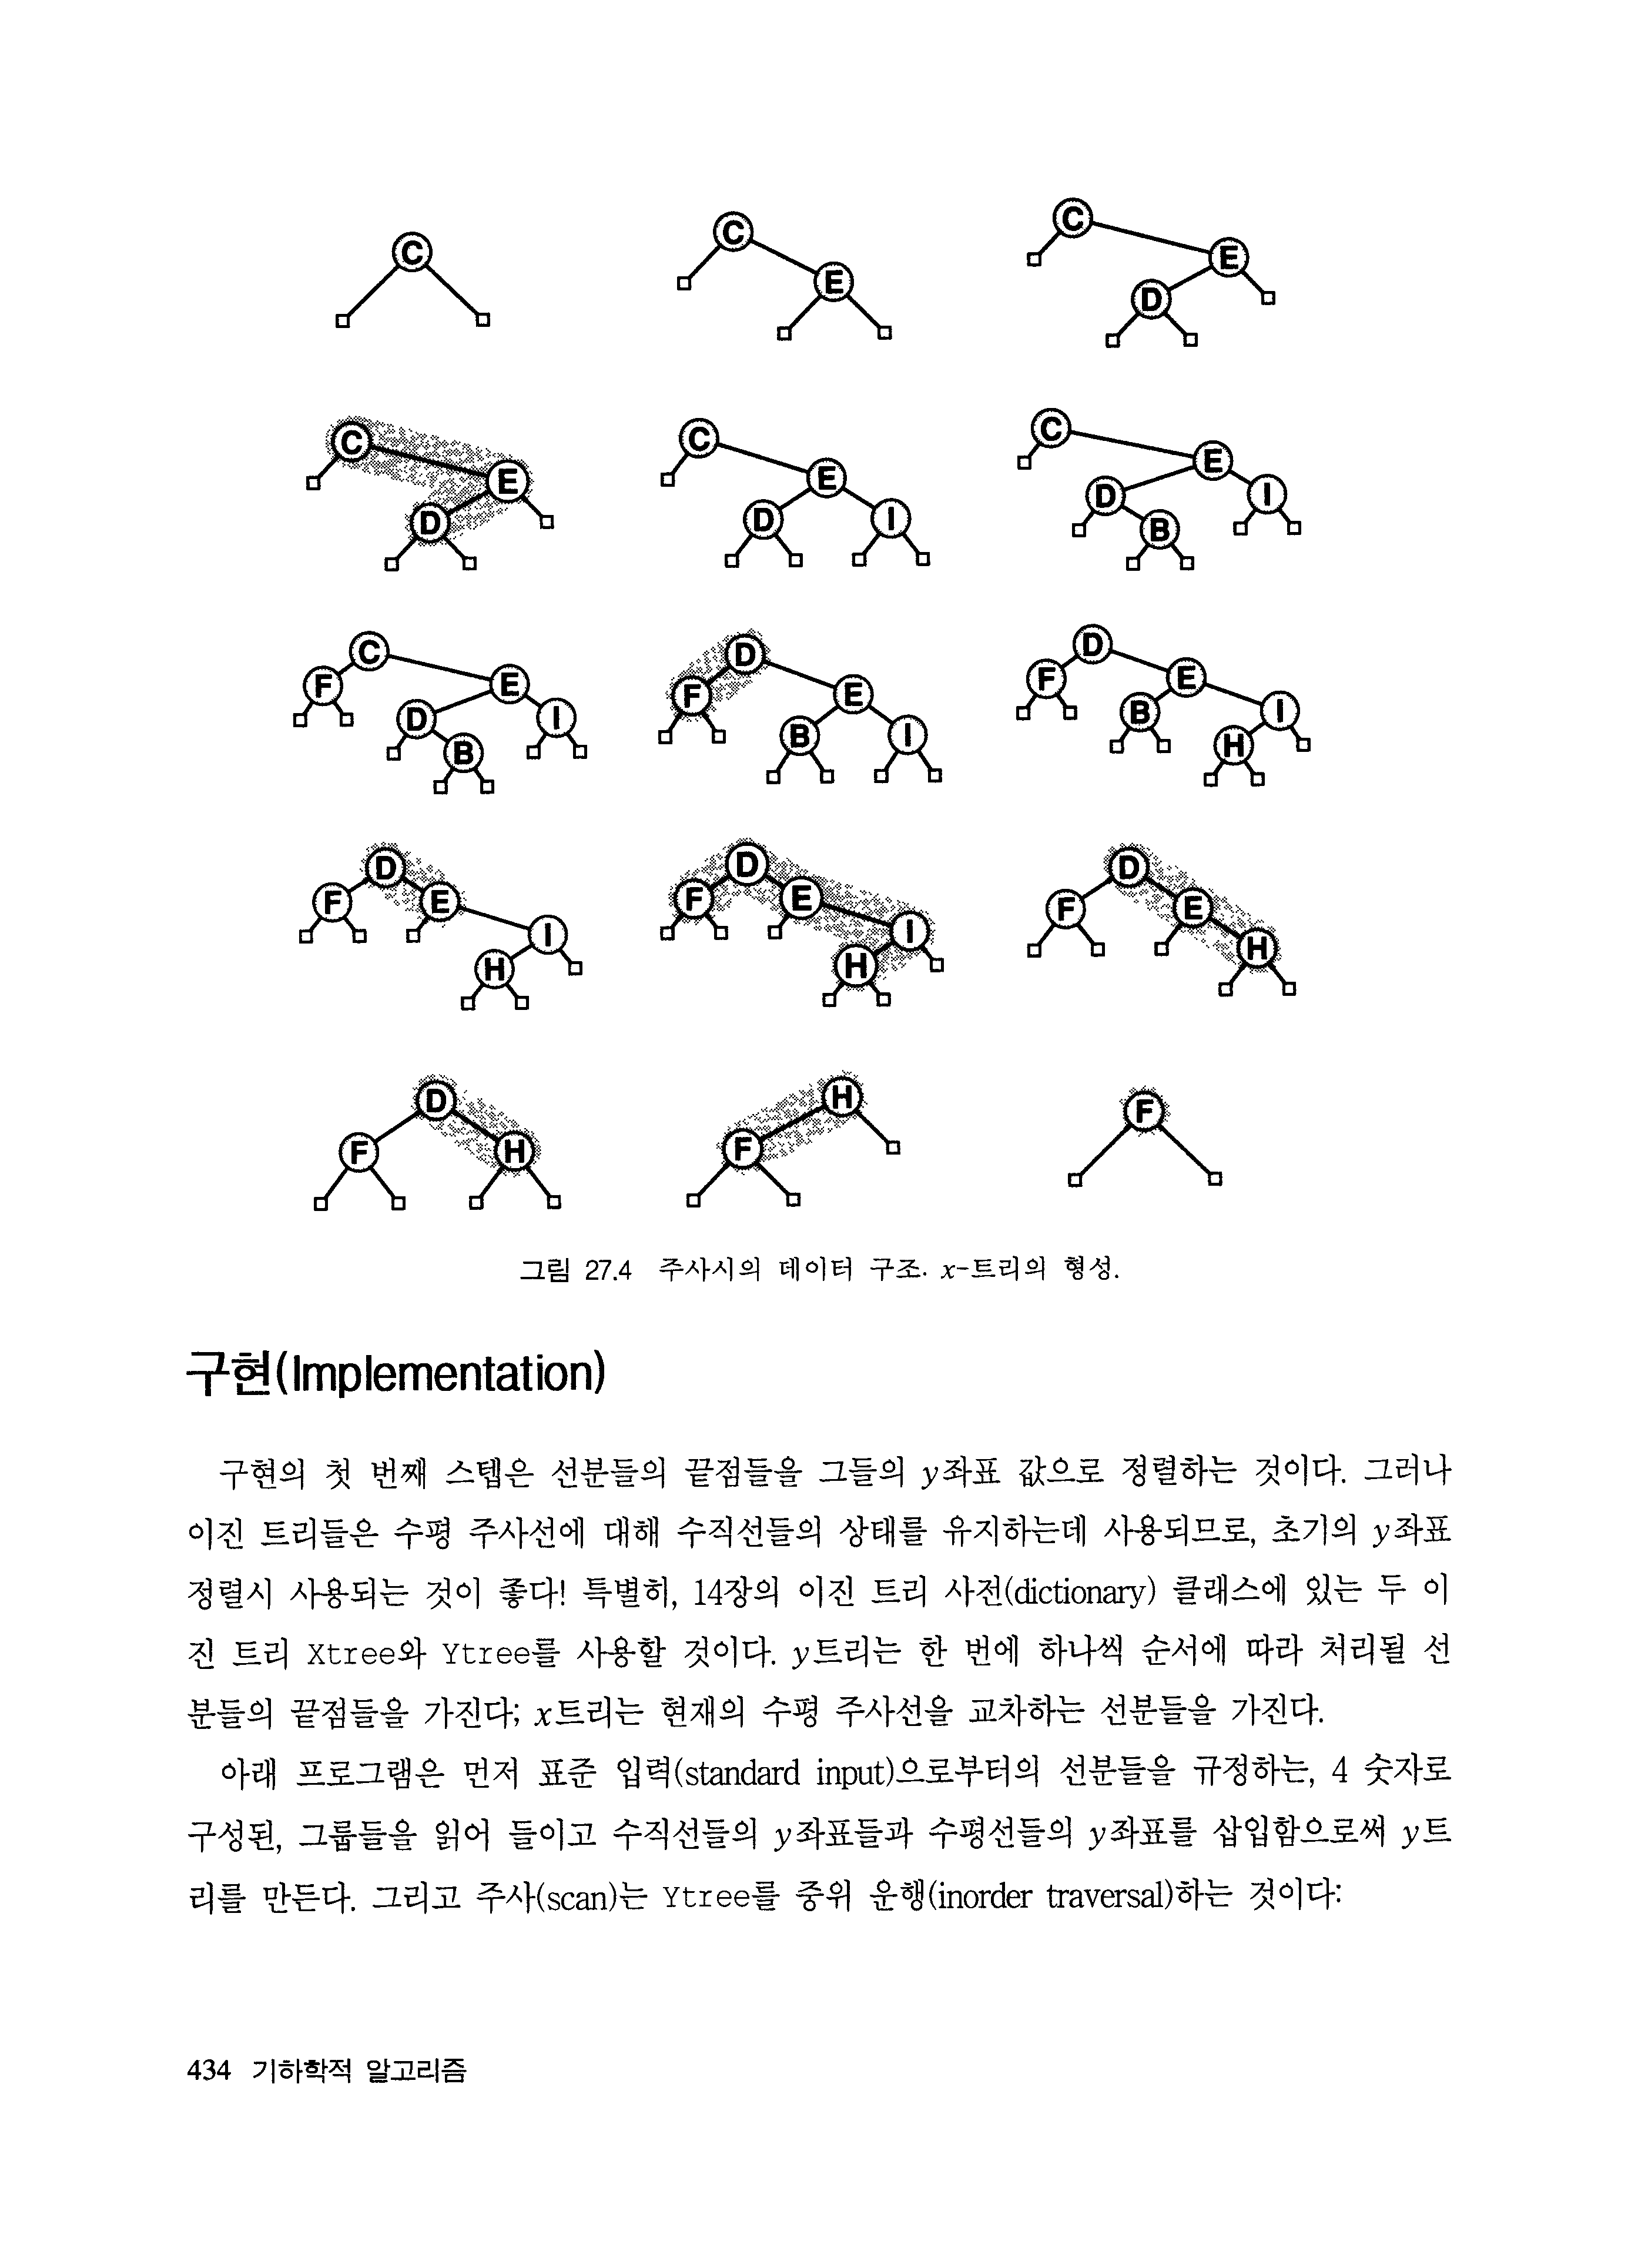 C
C
E
C
E
D
C
E
D
C
E
D
I
C
E
D
I
B
C
F
E
D
I
B
D
F
E
B
I
D
F
E
B
I
H
D
F
E
I
H
D
F
E
I
H
D
F
E
H
D
F
H
H
F
F
그림 27.4 주사시의 데이터 구조. x-트리의 형성.
구현(Implementation)
구현의 첫 번째 스텝은 선분들의 끝점들을 그들의 y좌표 값으로 정렬하는 것이다. 그러나
이진 트리들은 수평 주사선에 대해 수직선들의 상태를 유지하는데 사용되므로, 초기의 y좌표
정렬시 사용되는 것이 좋다! 특별히, 14장의 이진 트리 사전(dictionary) 클래스에 있는 두 이
진 트리 Xtree와 Ytree를 사용할 것이다. y트리는 한 번에 하나씩 순서에 따라 처리될 선
분들의 끝점들을 가진다; x트리는 현재의 수평 주사선을 교차하는 선분들을 가진다.
아래 프로그램은 먼저 표준 입력(standard input)으로부터의 선분들을 규정하는, 4 숫자로
구성된, 그룹들을 읽어 들이고 수직선들의 y좌표들과 수평선들의 y좌표를 삽입함으로써 y트
리를 만든다. 그리고 주사(scan)는 Ytree를 중위 운행(inorder traversal)하는 것이다:
434 기하학적 알고리즘